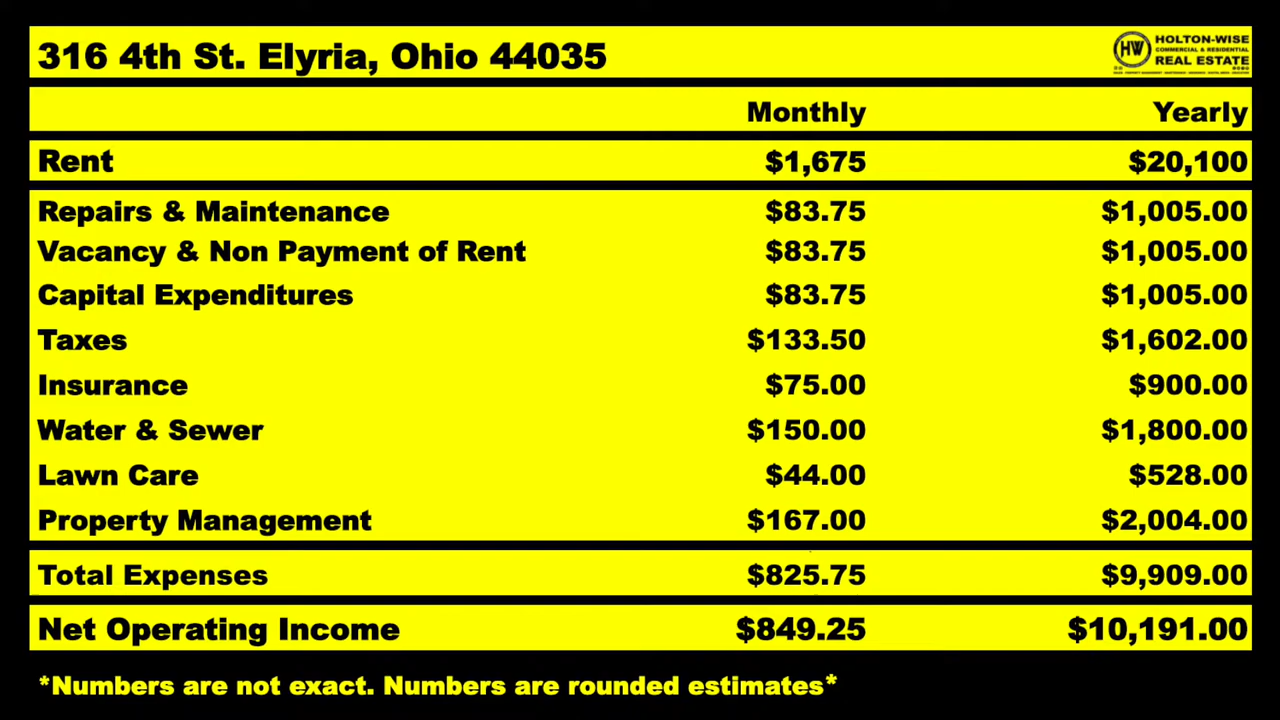 316 4th St. Elyria, Ohio 44035
HOLTON-WISE
COMMERCIAL & RESIDENTIAL
REAL ESTATE
HW
Monthly Yearly
Rent $1,675 $20,100
Repairs & Maintenance $83.75 $1,005.00
Vacancy & Non Payment of Rent $83.75 $1,005.00
Capital Expenditures $83.75 $1,005.00
Taxes $133.50 $1,602.00
Insurance $75.00 $900.00
Water & Sewer $150.00 $1,800.00
Lawn Care $44.00 $528.00
Property Management $167.00 $2,004.00
Total Expenses $825.75 $9,909.00
Net Operating Income $849.25 $10,191.00
*Numbers are not exact. Numbers are rounded estimates*